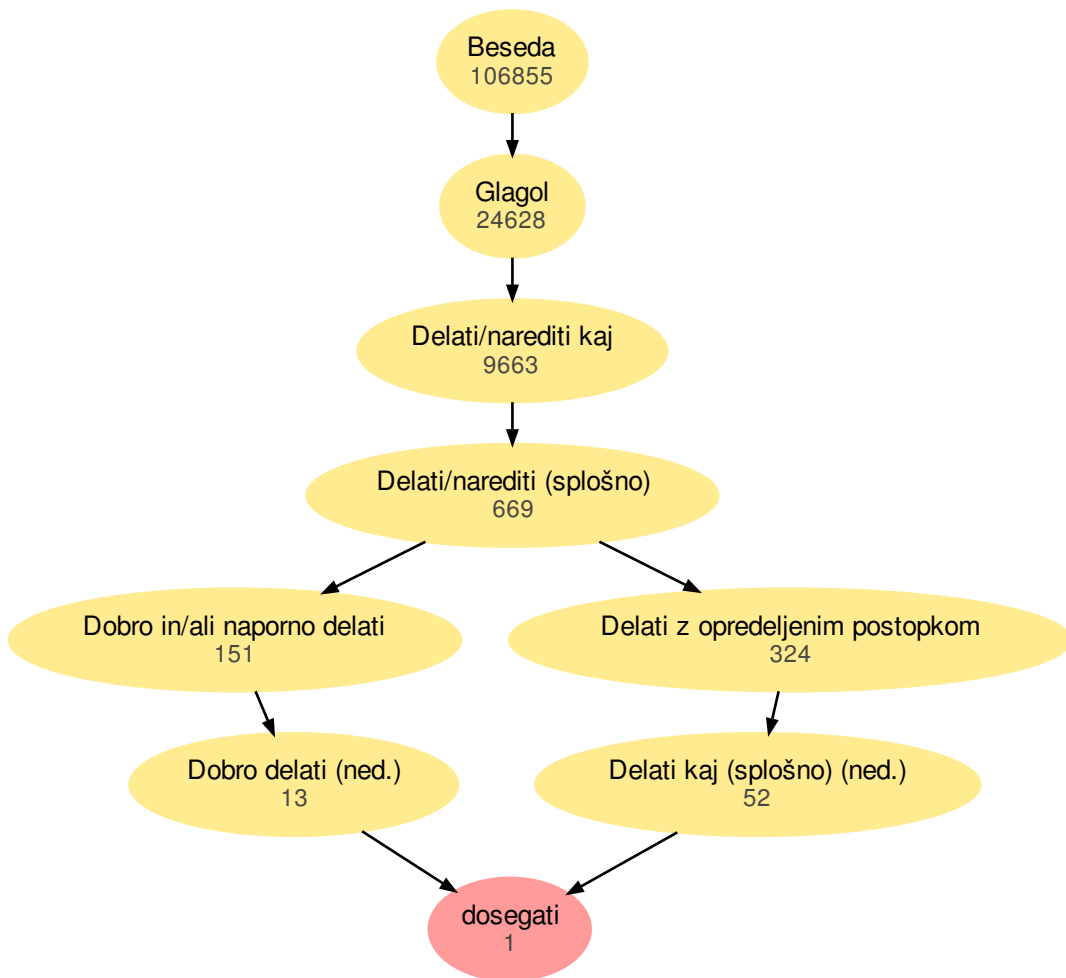 Beseda
106855
Glagol
24628
Delati/narediti kaj
9663
Delati/narediti (splošno)
669
Dobro in/ali naporno delati
151
Delati z opredeljenim postopkom
324
Dobro delati (ned.)
13
Delati kaj (splošno) (ned.)
52
dosegati
1